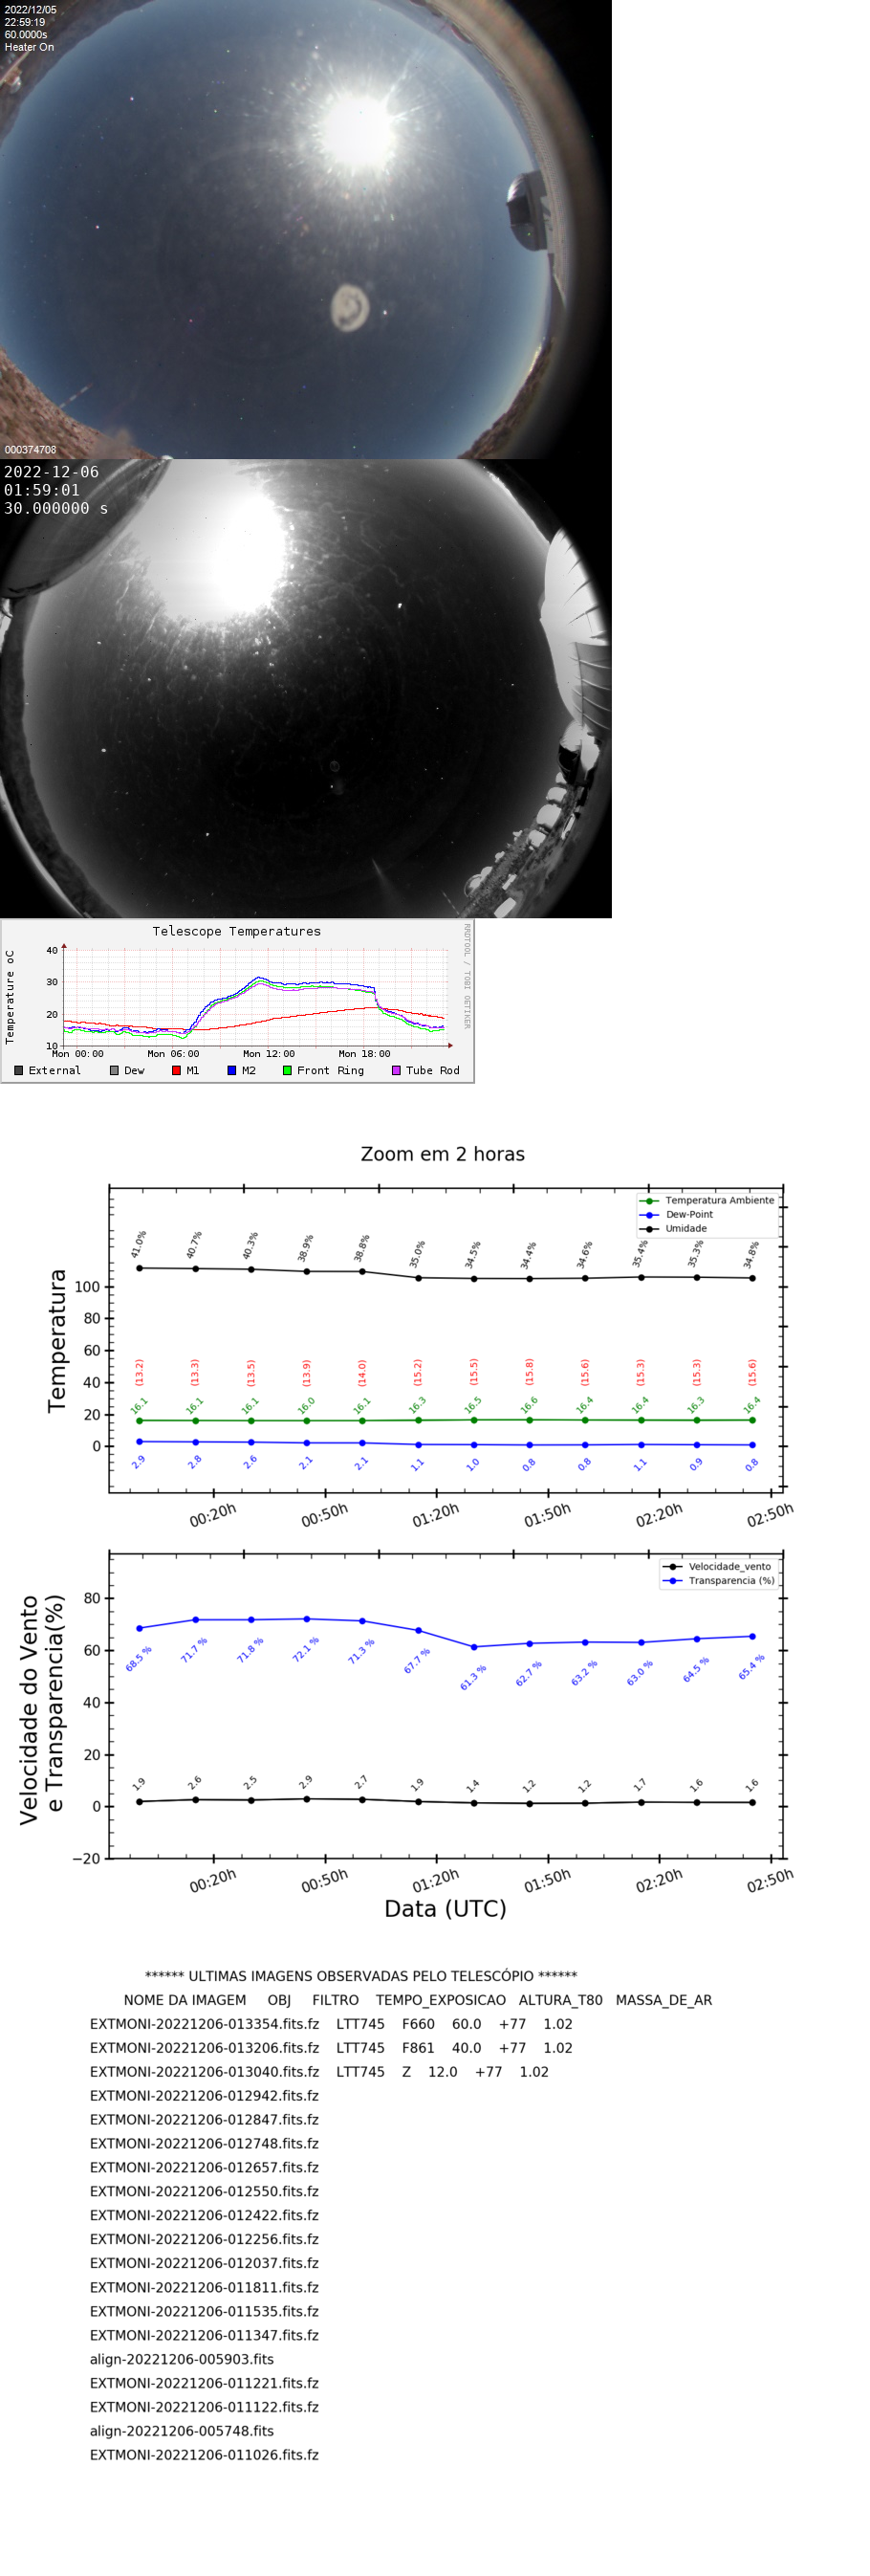 2022/12/05
22:59:19
60.0000s
Heater On
000374708
2022-12-06
01:59:01
30.000000 s
Telescope Temperatures
RRDTOOL / TOBI OETIKER
Temperature oC
40
30
20
10
Mon 00:00 Mon 06:00 Mon 12:00 Mon 18:00
External Dew M1 M2 Front Ring Tube Rod
Zoom em 2 horas
Temperatura Ambiente
Dew-Point
Umidade
Temperatura
100
80
60
40
20
0
41.0% 40.7% 40.3% 38.9% 38.8% 35.0% 34.5% 34.4% 34.6% 35.4% 35.3% 34.8%
(13.2) (13.3) (13.5) (13.9) (14.0) (15.2) (15.5) (15.8) (15.6) (15.3) (15.3) (15.6)
16.1 16.1 16.1 16.0 16.1 16.3 16.5 16.6 16.4 16.4 16.3 16.4
2.9 2.8 2.6 2.1 2.1 1.1 1.0 0.8 0.8 1.1 0.9 0.8
00:20h 00:50h 01:20h 01:50h 02:20h 02:50h
Velocidade_vento
Transparencia (%)
Velocidade do Vento
e Transparencia(%)
80
60
40
20
0
−20
68.5 % 71.7 % 71.8 % 72.1 % 71.3 % 67.7 % 61.3 % 62.7 % 63.2 % 63.0 % 64.5 % 65.4 %
1.9 2.6 2.5 2.9 2.7 1.9 1.4 1.2 1.2 1.7 1.6 1.6
00:20h 00:50h 01:20h 01:50h 02:20h 02:50h
Data (UTC)
****** ULTIMAS IMAGENS OBSERVADAS PELO TELESCÓPIO ******
NOME DA IMAGEM OBJ FILTRO TEMPO_EXPOSICAO ALTURA_T80 MASSA_DE_AR
EXTMONI-20221206-013354.fits.fz LTT745 F660 60.0 +77 1.02
EXTMONI-20221206-013206.fits.fz LTT745 F861 40.0 +77 1.02
EXTMONI-20221206-013040.fits.fz LTT745 Z 12.0 +77 1.02
EXTMONI-20221206-012942.fits.fz
EXTMONI-20221206-012847.fits.fz
EXTMONI-20221206-012748.fits.fz
EXTMONI-20221206-012657.fits.fz
EXTMONI-20221206-012550.fits.fz
EXTMONI-20221206-012422.fits.fz
EXTMONI-20221206-012256.fits.fz
EXTMONI-20221206-012037.fits.fz
EXTMONI-20221206-011811.fits.fz
EXTMONI-20221206-011535.fits.fz
EXTMONI-20221206-011347.fits.fz
align-20221206-005903.fits
EXTMONI-20221206-011221.fits.fz
EXTMONI-20221206-011122.fits.fz
align-20221206-005748.fits
EXTMONI-20221206-011026.fits.fz